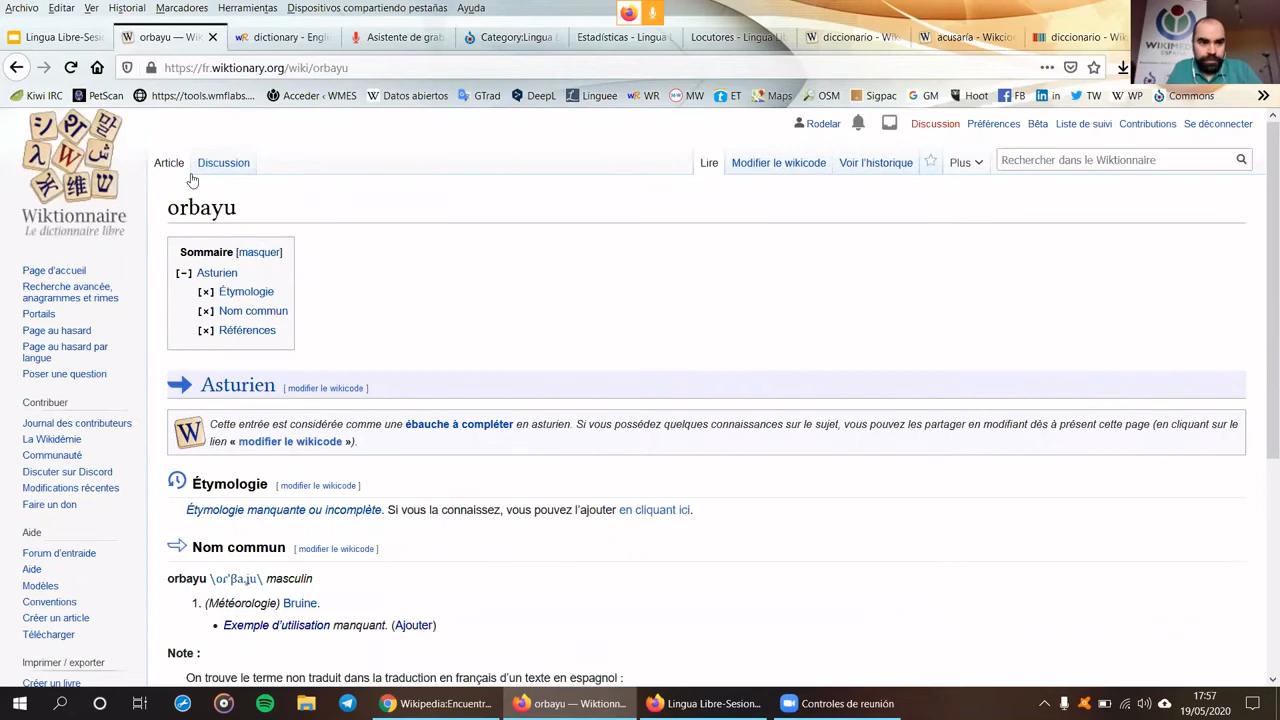 Archivo Editar Ver Historial Marcadores Herramientas Dispositivos compartiendo pestañas Ayuda
Lingua Libre-Sesi
orbayu — Wik
dictionary - Engli
Asistente de grab
Category:Lingua L
Estadísticas - Lingua L
Locutores - Lingua Lib
diccionario - Wik
acusaría - Wikcio
diccionario - Wi
https://fr.wiktionary.org/wiki/orbayu
WIKIMEDIA
ESPAÑA
Kiwi IRC
PetScan
https://tools.wmflabs....
Acceder ‹ WMES
Datos abiertos
GTrad
DeepL
Linguee
WR
MW
ET
Maps
OSM
Sigpac
GM
Hoot
FB
in
TW
WP
Commons
Rodelar
Discussion Préférences Bêta Liste de suivi Contributions Se déconnecter
Article Discussion
Lire Modifier le wikicode Voir l'historique Plus
Rechercher dans le Wiktionnaire
Wiktionnaire
Le dictionnaire libre
Page d'accueil
Recherche avancée,
anagrammes et rimes
Portails
Page au hasard
Page au hasard par
langue
Poser une question
Contribuer
Journal des contributeurs
La Wikidémie
Communauté
Discuter sur Discord
Modifications récentes
Faire un don
Aide
Forum d'entraide
Aide
Modèles
Conventions
Créer un article
Télécharger
Imprimer / exporter
Créer un livre
orbayu
Sommaire [masquer]
[−] Asturien
[×] Étymologie
[×] Nom commun
[×] Références
Asturien [ modifier le wikicode ]
Cette entrée est considérée comme une ébauche à compléter en asturien. Si vous possédez quelques connaissances sur le sujet, vous pouvez les partager en modifiant dès à présent cette page (en cliquant sur le
lien « modifier le wikicode »).
Étymologie [ modifier le wikicode ]
Étymologie manquante ou incomplète. Si vous la connaissez, vous pouvez l'ajouter en cliquant ici.
Nom commun [ modifier le wikicode ]
orbayu \oɾˈβa.ʝu\ masculin
1. (Météorologie) Bruine.
• Exemple d'utilisation manquant. (Ajouter)
Note :
On trouve le terme non traduit dans la traduction en français d'un texte en espagnol :
Wikipedia:Encuentr...
orbayu — Wiktionn...
Lingua Libre-Sesion...
Controles de reunión
17:57
19/05/2020